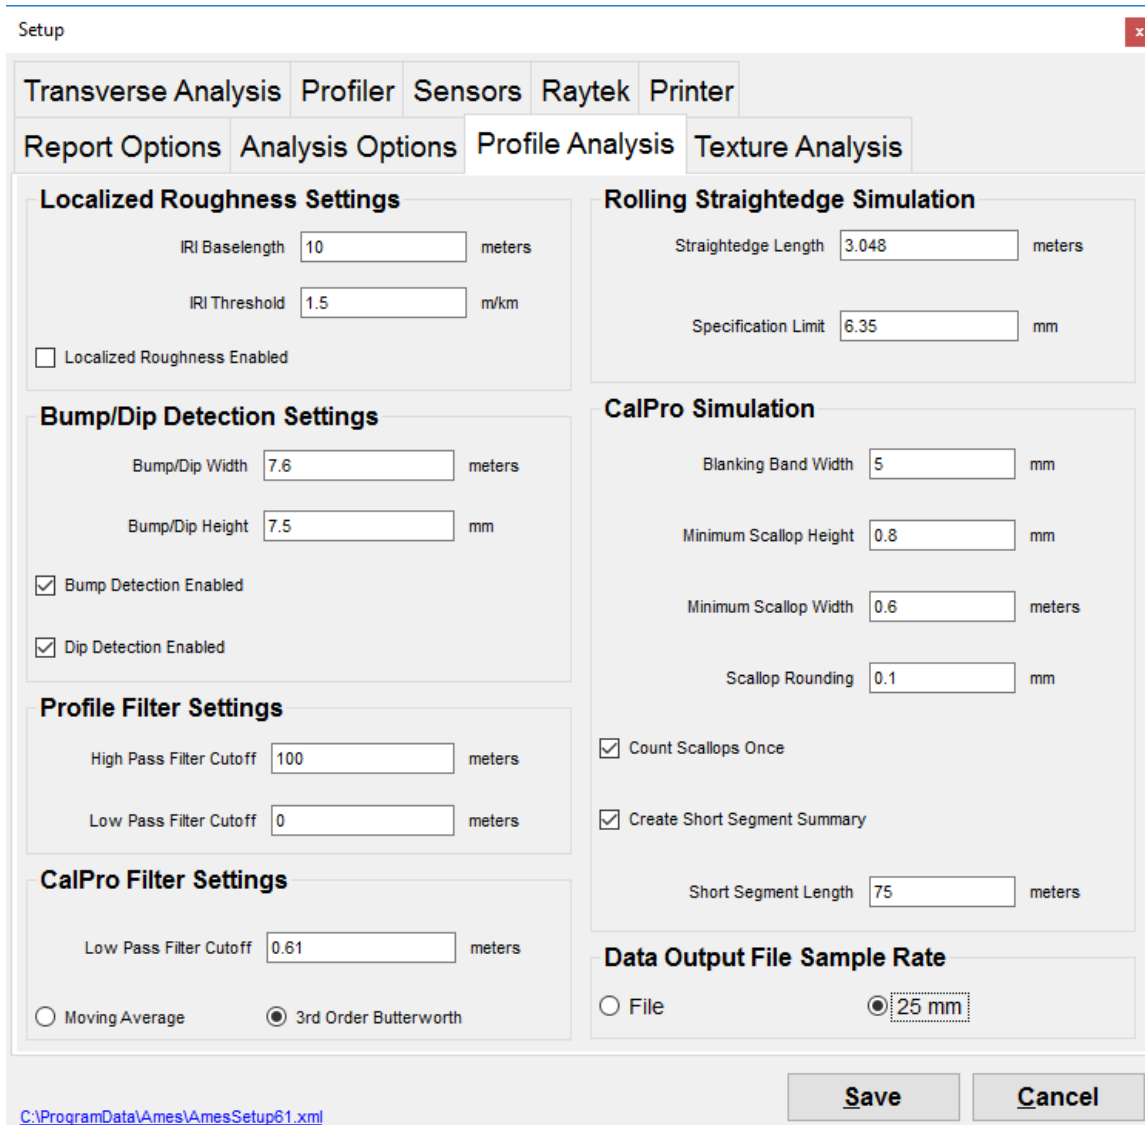 Setup
x
Transverse Analysis Profiler Sensors Raytek Printer
Report Options Analysis Options Profile Analysis Texture Analysis
Localized Roughness Settings
IRI Baselength 10 meters
IRI Threshold 1.5 m/km
Localized Roughness Enabled
Bump/Dip Detection Settings
Bump/Dip Width 7.6 meters
Bump/Dip Height 7.5 mm
Bump Detection Enabled
Dip Detection Enabled
Profile Filter Settings
High Pass Filter Cutoff 100 meters
Low Pass Filter Cutoff 0 meters
CalPro Filter Settings
Low Pass Filter Cutoff 0.61 meters
Moving Average 3rd Order Butterworth
Rolling Straightedge Simulation
Straightedge Length 3.048 meters
Specification Limit 6.35 mm
CalPro Simulation
Blanking Band Width 5 mm
Minimum Scallop Height 0.8 mm
Minimum Scallop Width 0.6 meters
Scallop Rounding 0.1 mm
Count Scallops Once
Create Short Segment Summary
Short Segment Length 75 meters
Data Output File Sample Rate
File 25 mm
C:\ProgramData\Ames\AmesSetup61.xml
Save Cancel